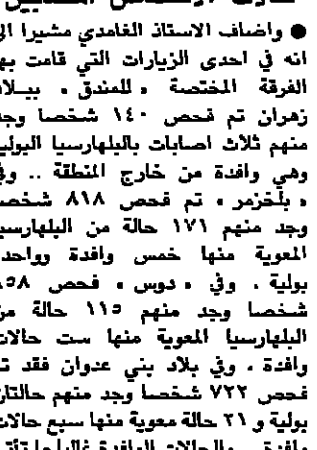 ● واضاف الاستاذ الغامدي مشيرا الى
انه في احدى الزيارات التي قامت بها
الفرقة المختصة « للمندق » ببلاد
زهران تم فحص ١٤٠ شخصا وجد
منهم ثلاث اصابات بالبلهارسيا البولية
وهي وافدة من خارج المنطقة .. وفي
« بلخزمر » تم فحص ٨١٨ شخصا
وجد منهم ١٧١ حالة من البلهارسيا
المعوية منها خمس وافدة وواحدة
بولية . وفي « دوس » فحص ٨٥٨
شخصا وجد منهم ١١٥ حالة من
البلهارسيا المعوية منها ست حالات
وافدة . وفي بلاد بني عدوان فقد تم
فحص ٧٢٢ شخصا وجد منهم حالتان
بولية و ٢١ حالة معوية منها سبع حالات